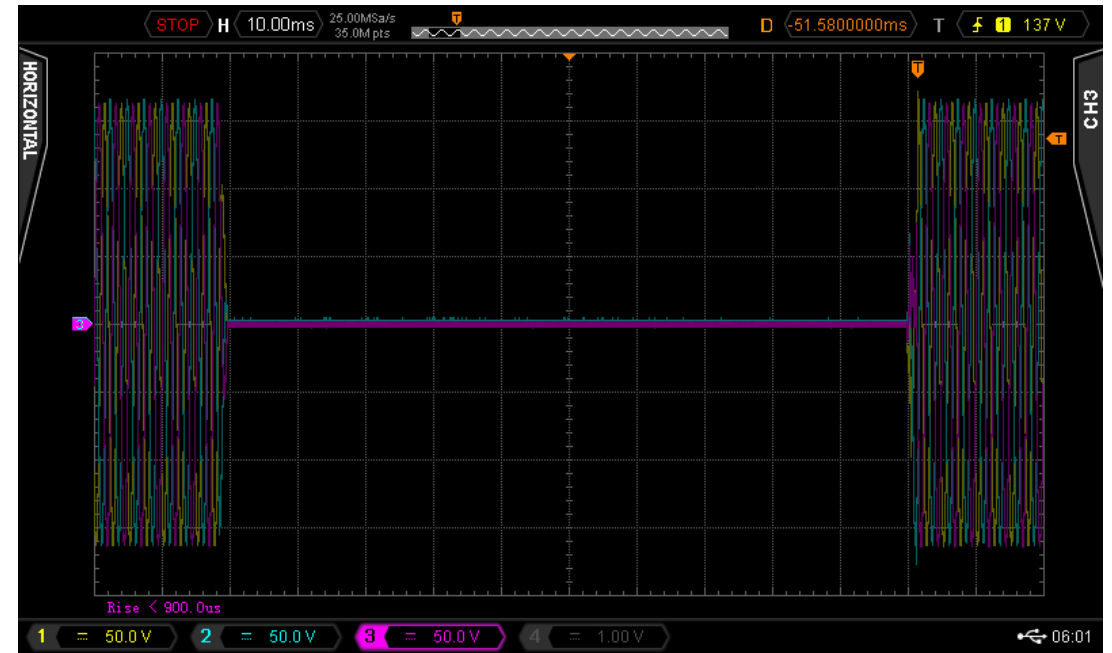 STOP H 10.00ms 25.00MSa/s 35.0M pts T D -51.5800000ms T 1 137 V
HORIZONTAL
CH3
T
T
3
Rise < 900.0us
1 50.0 V 2 50.0 V 3 50.0 V 4 1.00 V 06:01